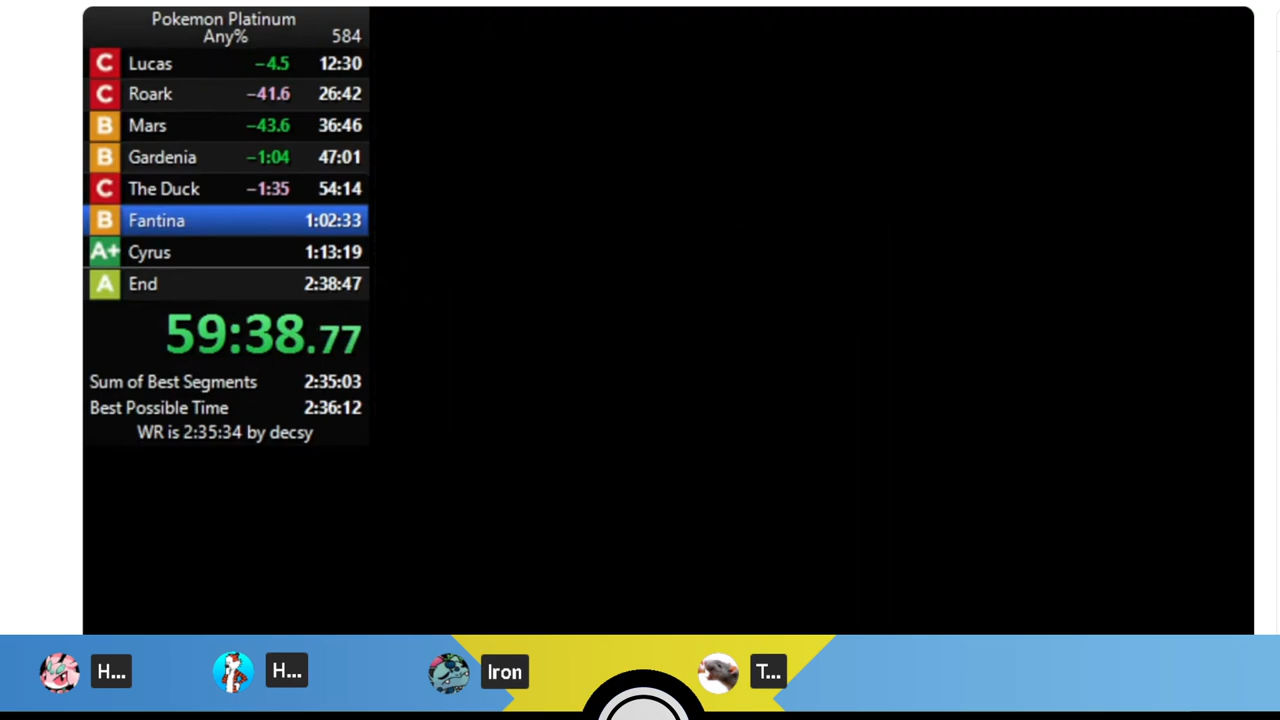 Pokemon Platinum
Any% 584
C Lucas −4.5 12:30
C Roark −41.6 26:42
B Mars −43.6 36:46
B Gardenia −1:04 47:01
C The Duck −1:35 54:14
B Fantina 1:02:33
A+ Cyrus 1:13:19
A End 2:38:47
59:38.77
Sum of Best Segments 2:35:03
Best Possible Time 2:36:12
WR is 2:35:34 by decsy
H... H... Iron T...